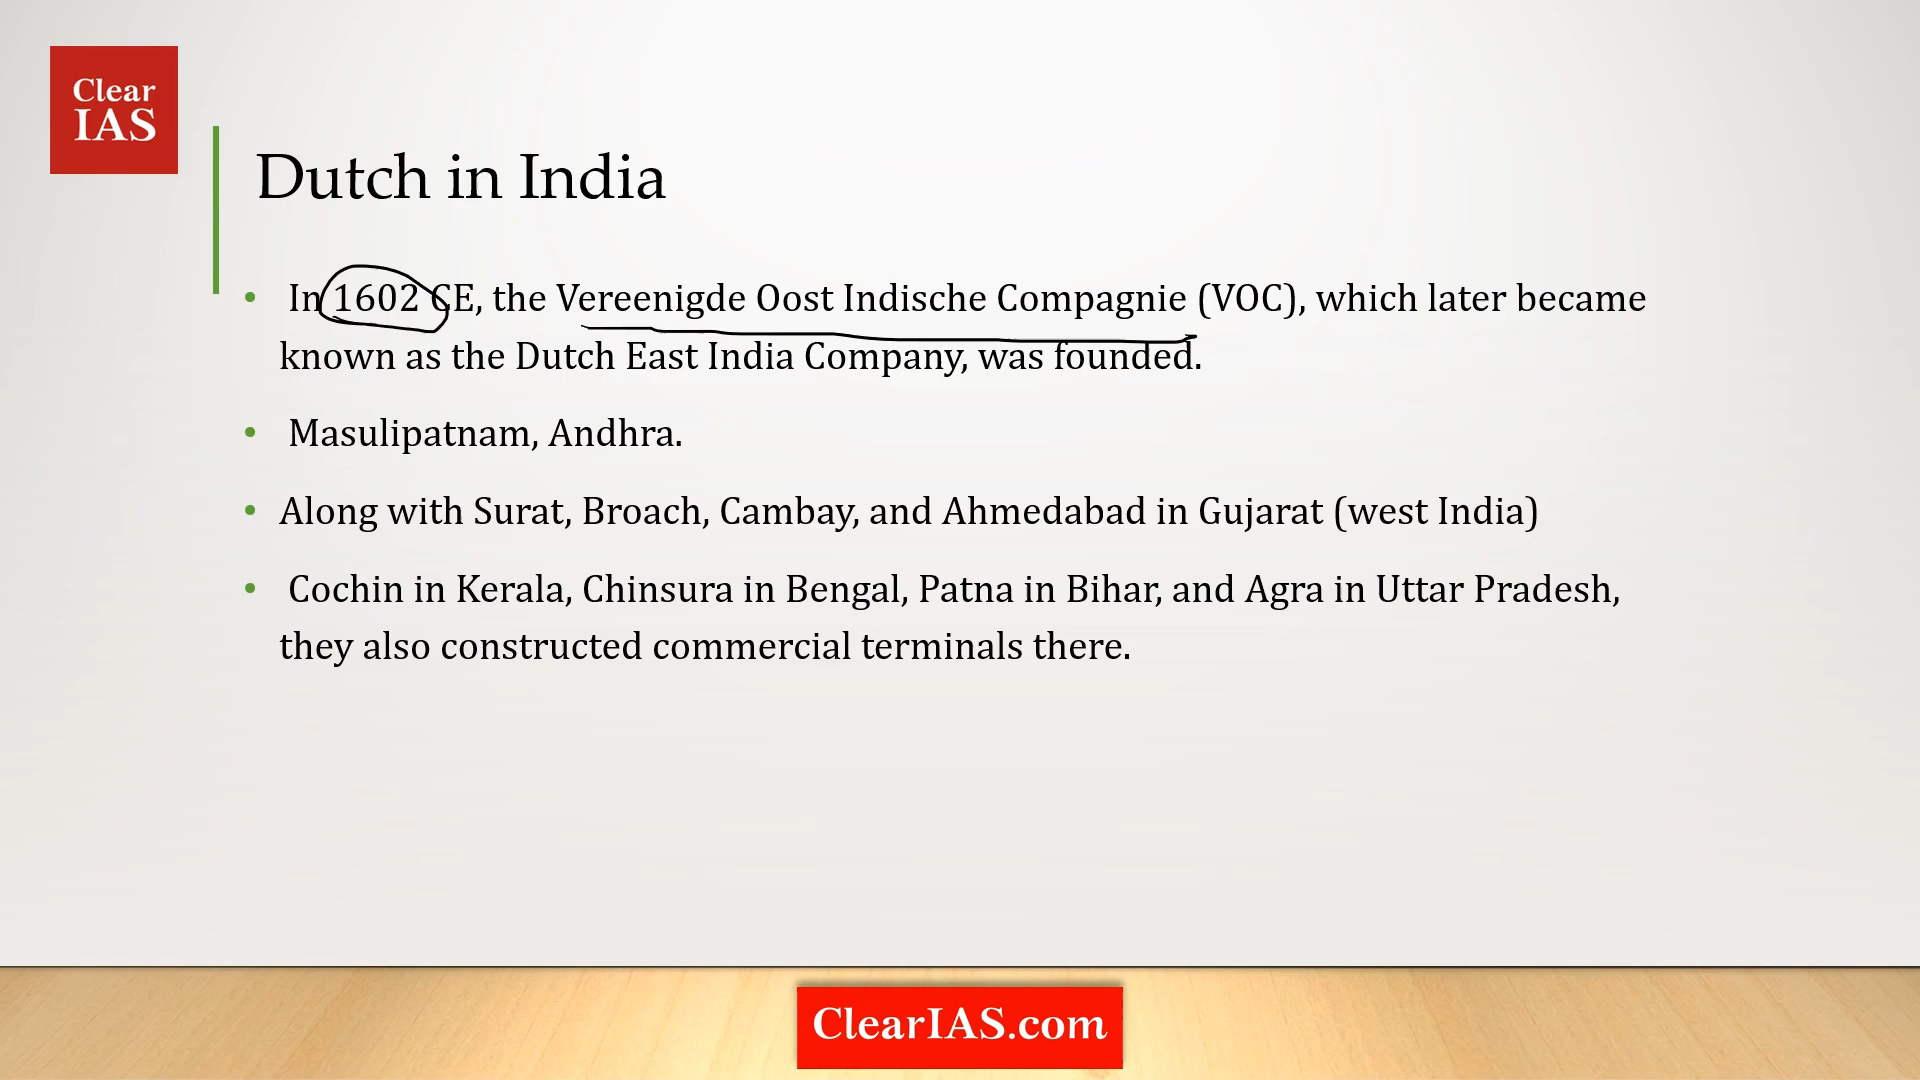 Clear
IAS
Dutch in India
• In 1602 CE, the Vereenigde Oost Indische Compagnie (VOC), which later became
known as the Dutch East India Company, was founded.
• Masulipatnam, Andhra.
• Along with Surat, Broach, Cambay, and Ahmedabad in Gujarat (west India)
• Cochin in Kerala, Chinsura in Bengal, Patna in Bihar, and Agra in Uttar Pradesh,
they also constructed commercial terminals there.
ClearIAS.com